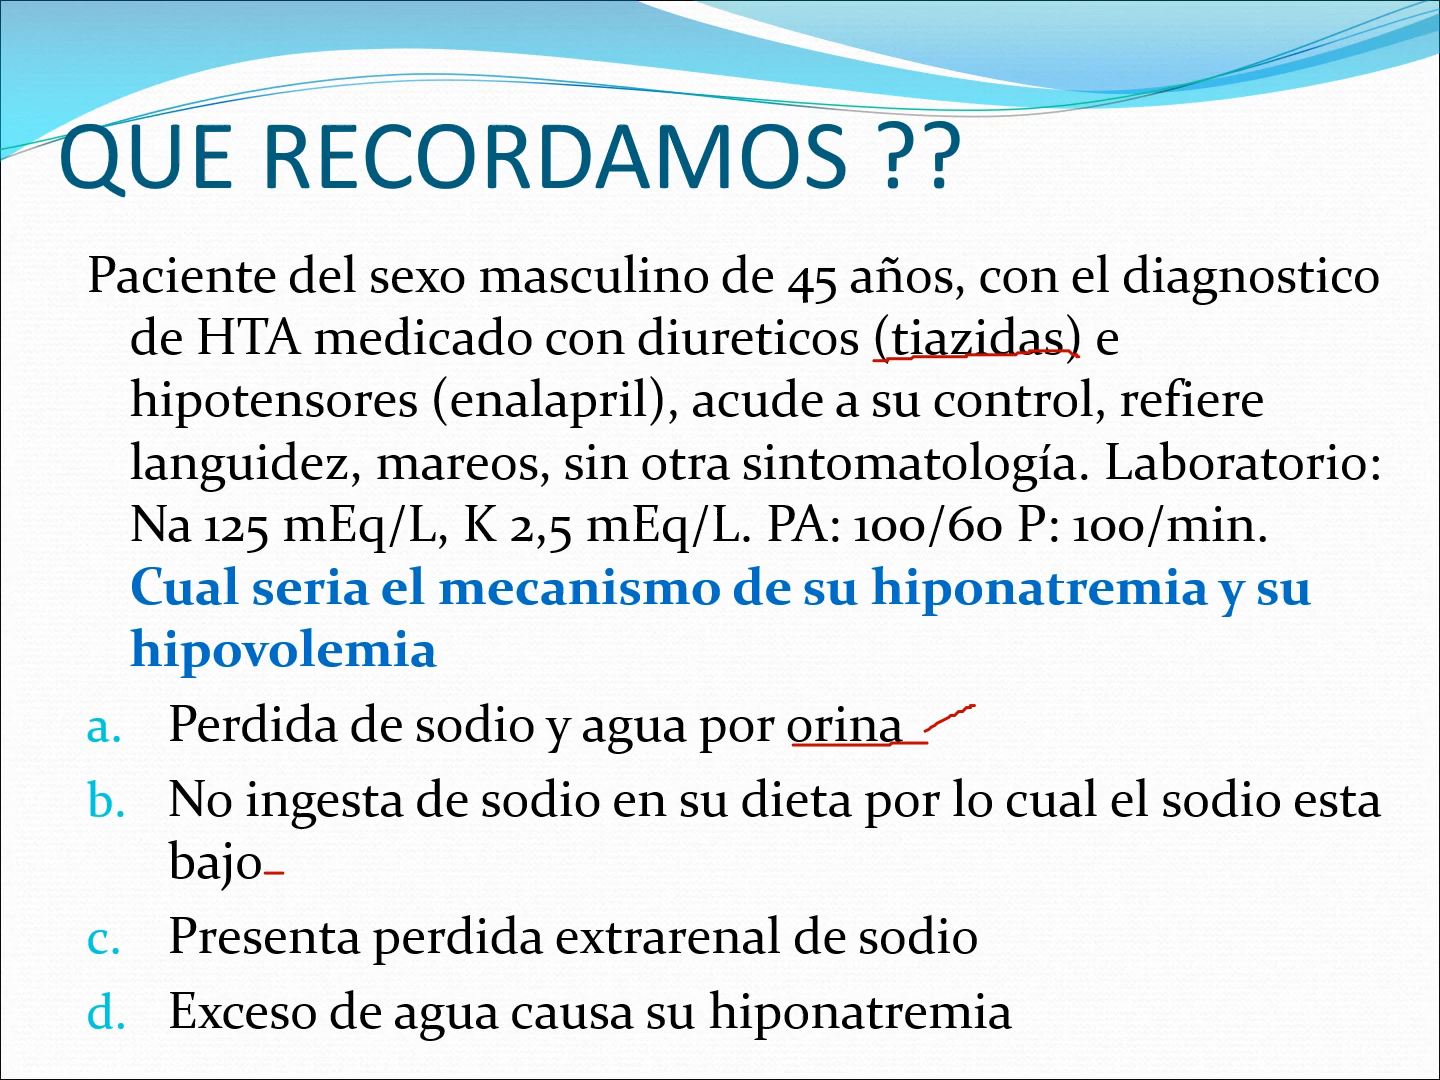 QUE RECORDAMOS ??
Paciente del sexo masculino de 45 años, con el diagnostico
de HTA medicado con diureticos (tiazidas) e
hipotensores (enalapril), acude a su control, refiere
languidez, mareos, sin otra sintomatología. Laboratorio:
Na 125 mEq/L, K 2,5 mEq/L. PA: 100/60 P: 100/min.
Cual seria el mecanismo de su hiponatremia y su
hipovolemia
a. Perdida de sodio y agua por orina
b. No ingesta de sodio en su dieta por lo cual el sodio esta
bajo
c. Presenta perdida extrarenal de sodio
d. Exceso de agua causa su hiponatremia